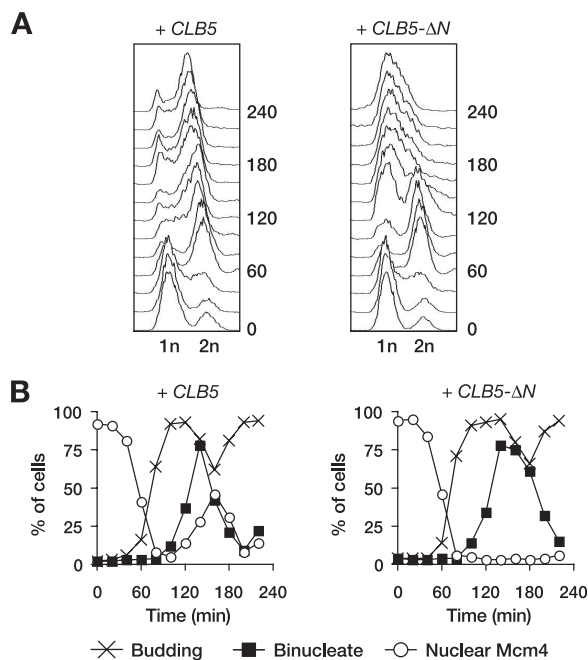 A
+ CLB5
+ CLB5-ΔN
240
180
120
60
0
1n 2n
240
180
120
60
0
1n 2n
B
+ CLB5
% of cells
100
75
50
25
0
0 60 120 180 240
Time (min)
+ CLB5-ΔN
% of cells
100
75
50
25
0
0 60 120 180 240
Time (min)
Budding Binucleate Nuclear Mcm4